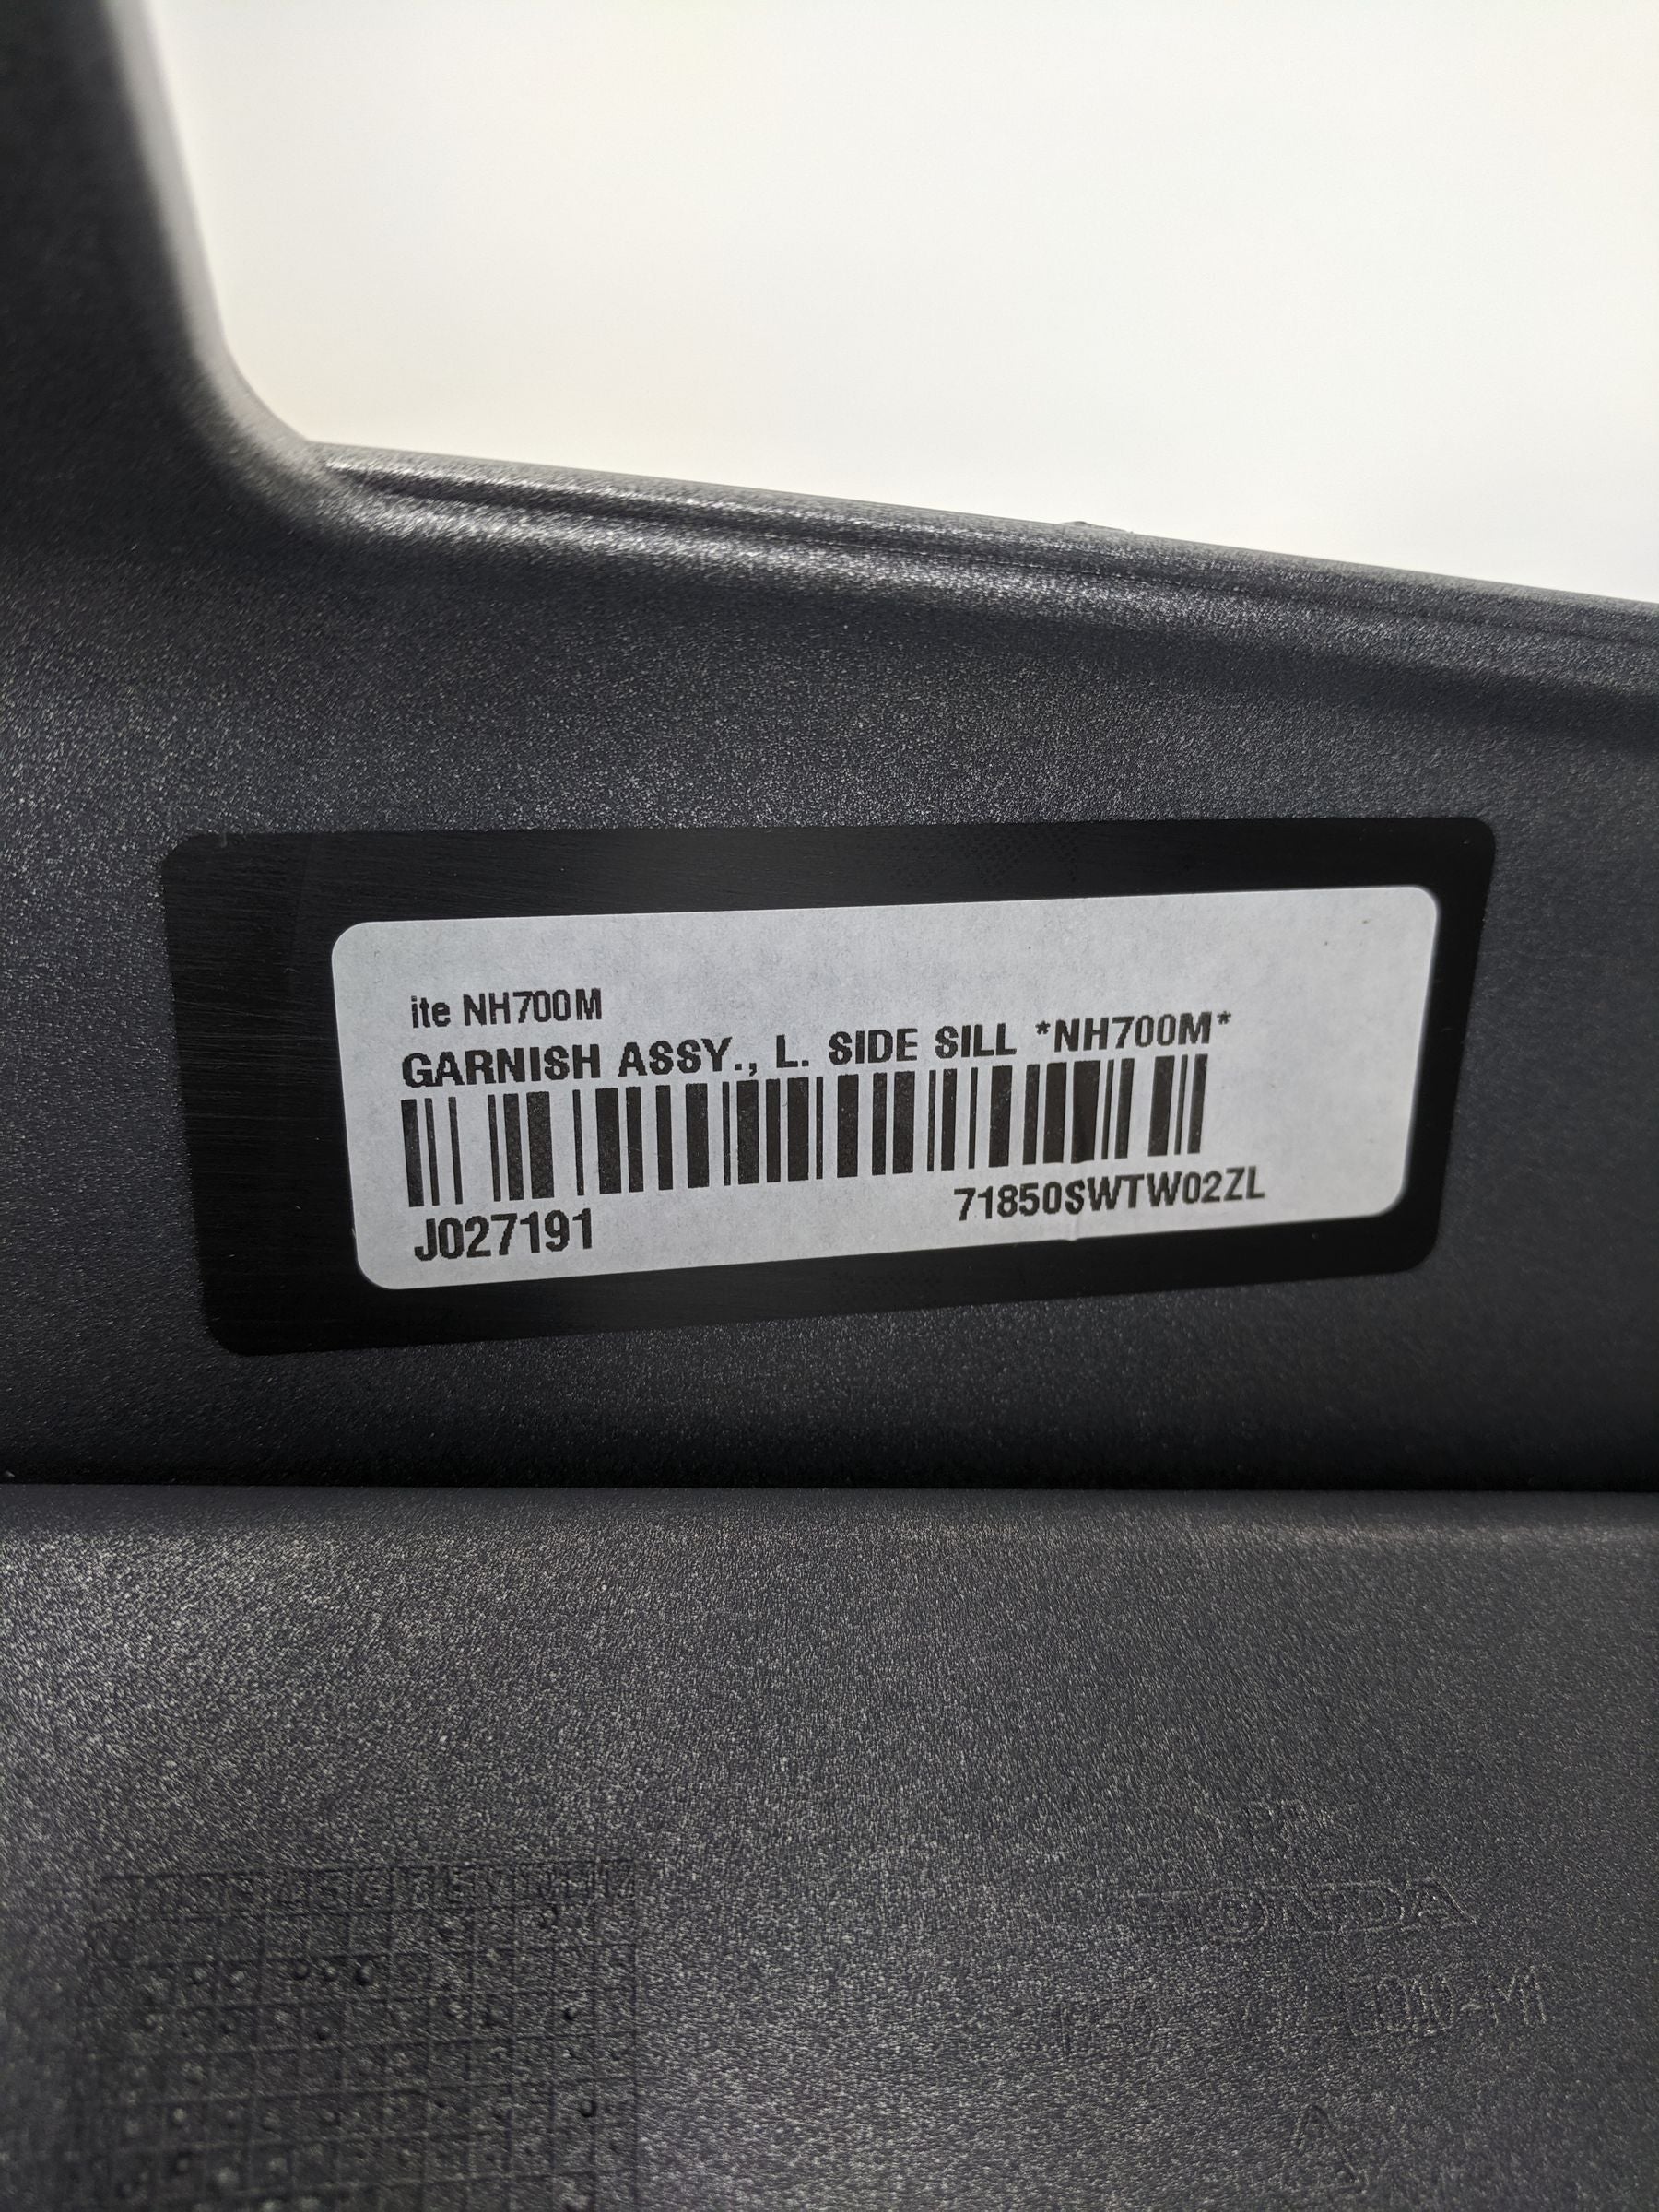 ite NH700M
GARNISH ASSY., L. SIDE SILL *NH700M*
J027191
71850SWTW02ZL
HONDA